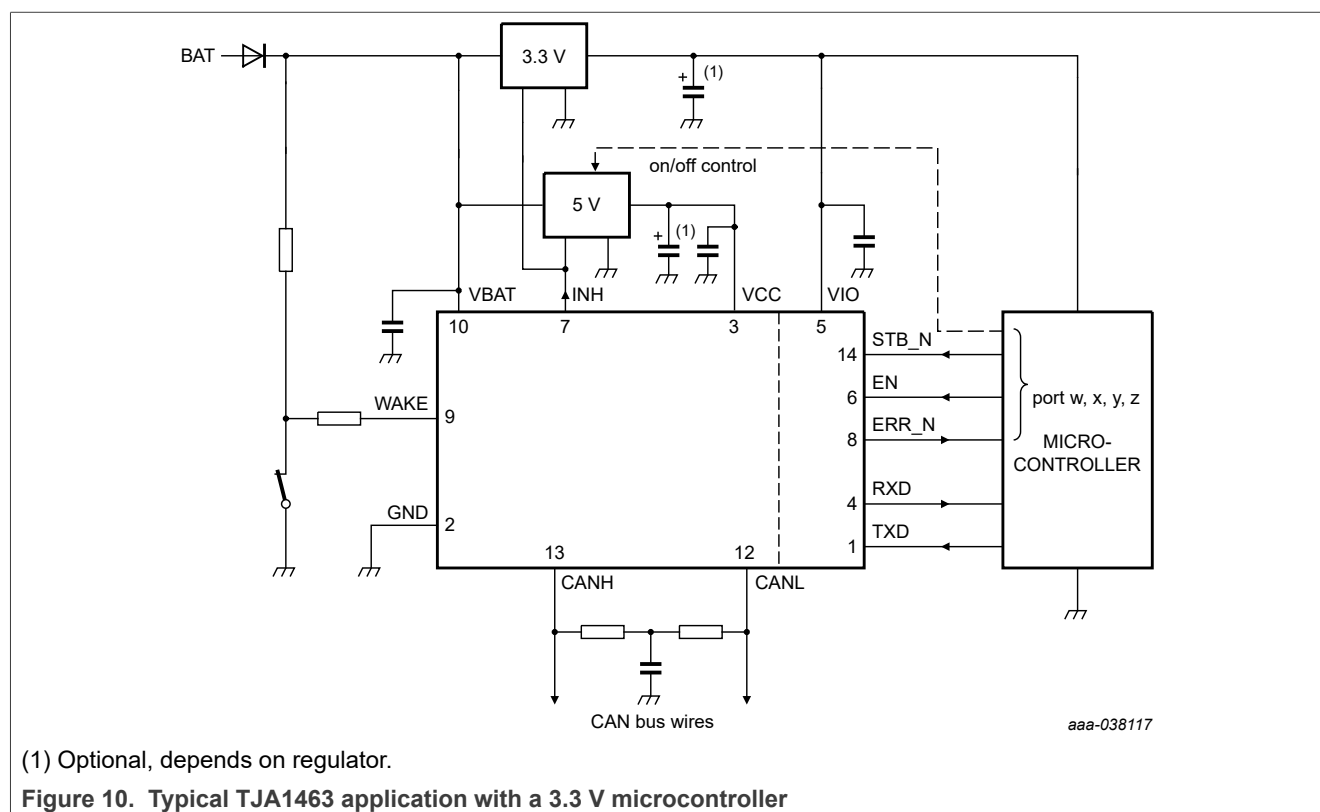 BAT
3.3 V
+ (1)
on/off control
5 V
+ (1)
VBAT
INH
VCC
VIO
10
7
3
5
STB_N
14
EN
6
port w, x, y, z
WAKE
9
ERR_N
8
MICRO-
CONTROLLER
RXD
4
GND
2
TXD
1
13
12
CANH
CANL
CAN bus wires
aaa-038117
(1) Optional, depends on regulator.
Figure 10. Typical TJA1463 application with a 3.3 V microcontroller